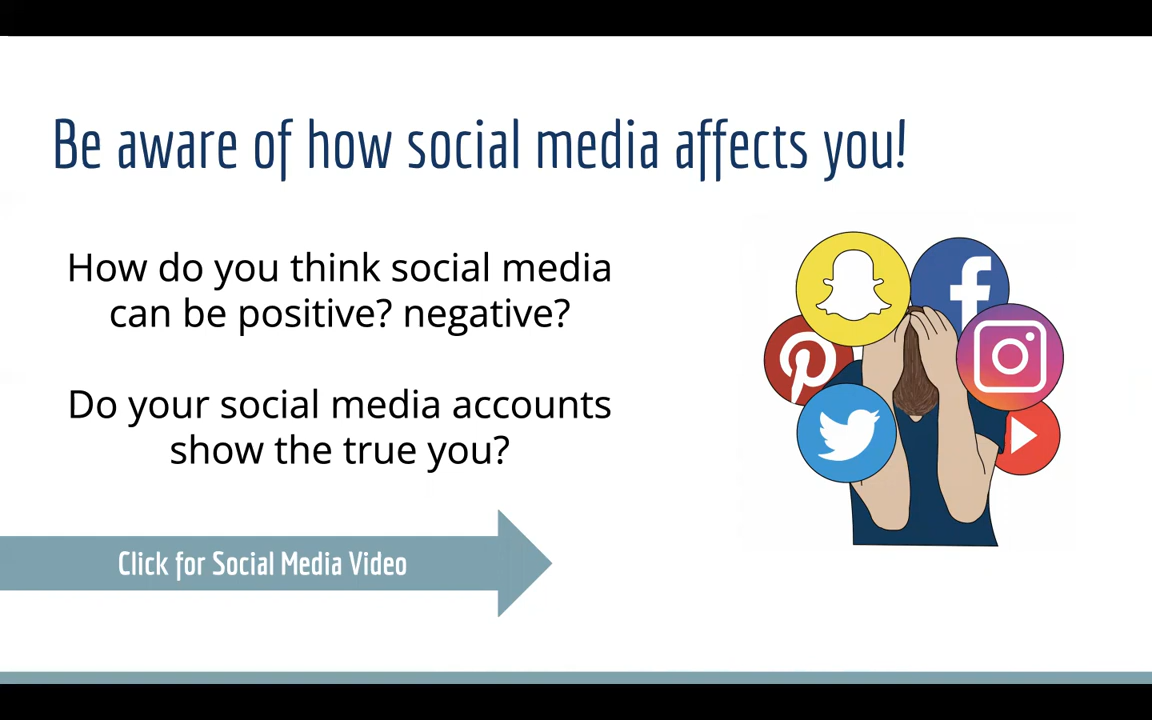 Be aware of how social media affects you!
How do you think social media
can be positive? negative?
Do your social media accounts
show the true you?
Click for Social Media Video